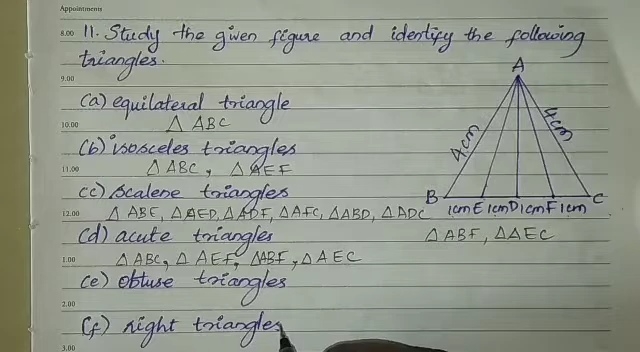 Appointments
8.00 11. Study the given figure and identify the following
triangles.
9.00
(a) equilateral triangle
10.00 △ ABC
(b) isosceles triangles
11.00 △ ABC, △ AEF
(c) scalene triangles
12.00 △ ABE, △AED, △ADF, △AFC, △ABD, △ADC
△ ABF, △AEC
(d) acute triangles
1.00 △ ABC, △ AEF, △ABF, △AEC
(e) obtuse triangles
2.00
(f) right triangles
3.00
A
4cm 4cm
B C
1cm E 1cm D 1cm F 1cm